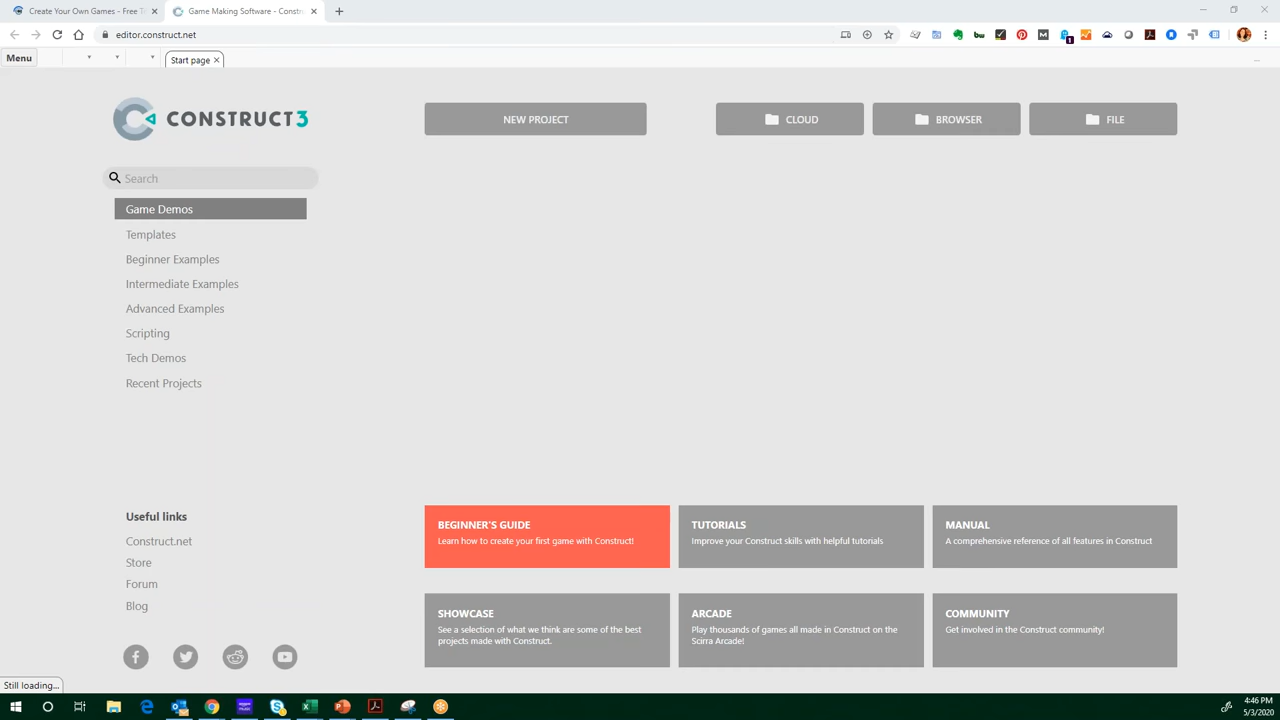 Create Your Own Games - Free T
Game Making Software - Constru
editor.construct.net
1
Menu
Start page
CONSTRUCT3
NEW PROJECT
CLOUD
BROWSER
FILE
Search
Game Demos
Templates
Beginner Examples
Intermediate Examples
Advanced Examples
Scripting
Tech Demos
Recent Projects
Useful links
Construct.net
Store
Forum
Blog
BEGINNER'S GUIDE
Learn how to create your first game with Construct!
TUTORIALS
Improve your Construct skills with helpful tutorials
MANUAL
A comprehensive reference of all features in Construct
SHOWCASE
See a selection of what we think are some of the best
projects made with Construct.
ARCADE
Play thousands of games all made in Construct on the
Scirra Arcade!
COMMUNITY
Get involved in the Construct community!
Still loading...
4:46 PM
5/3/2020